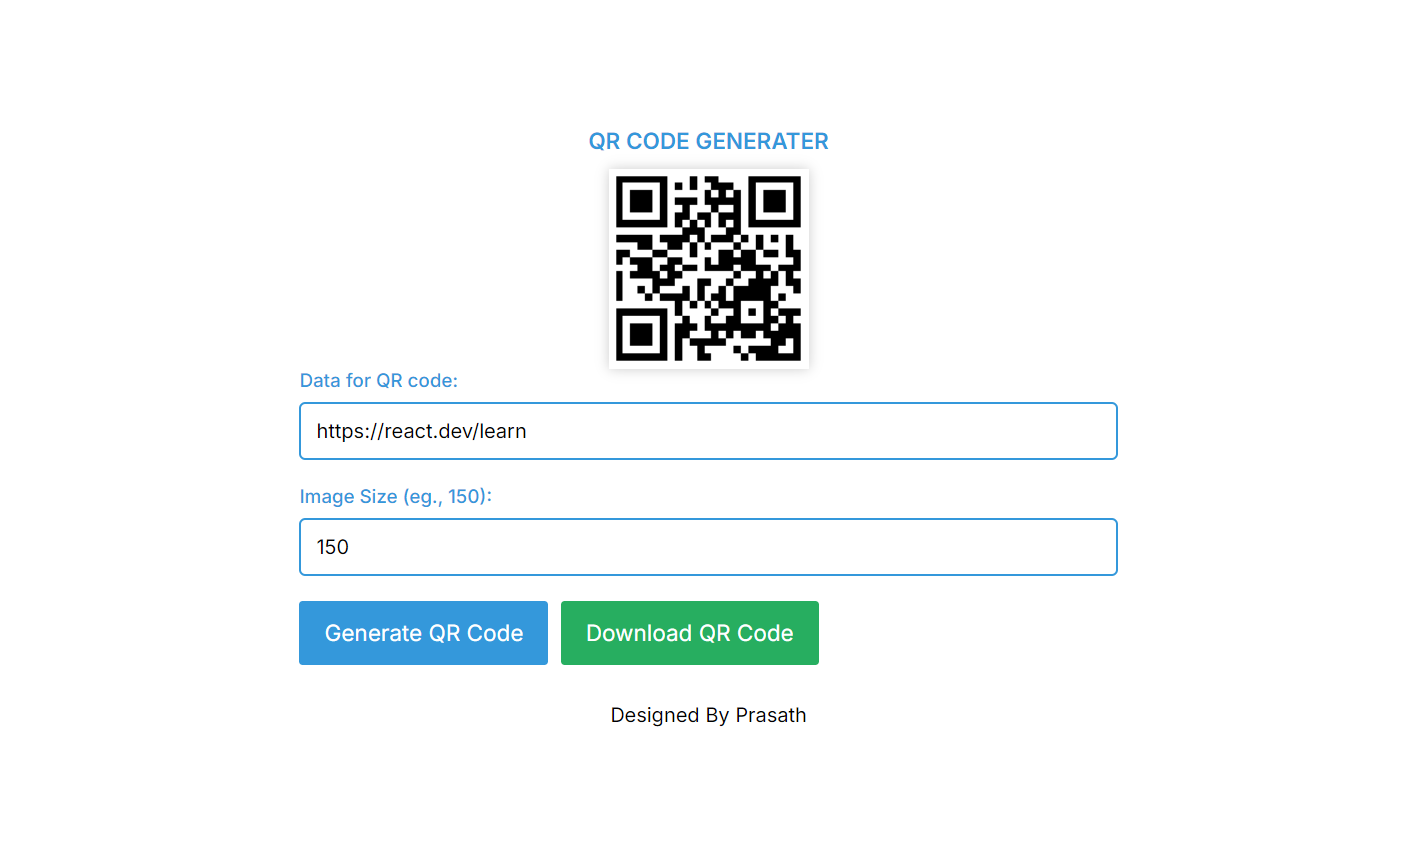 QR CODE GENERATER
Data for QR code:
https://react.dev/learn
Image Size (eg., 150):
150
Generate QR Code
Download QR Code
Designed By Prasath